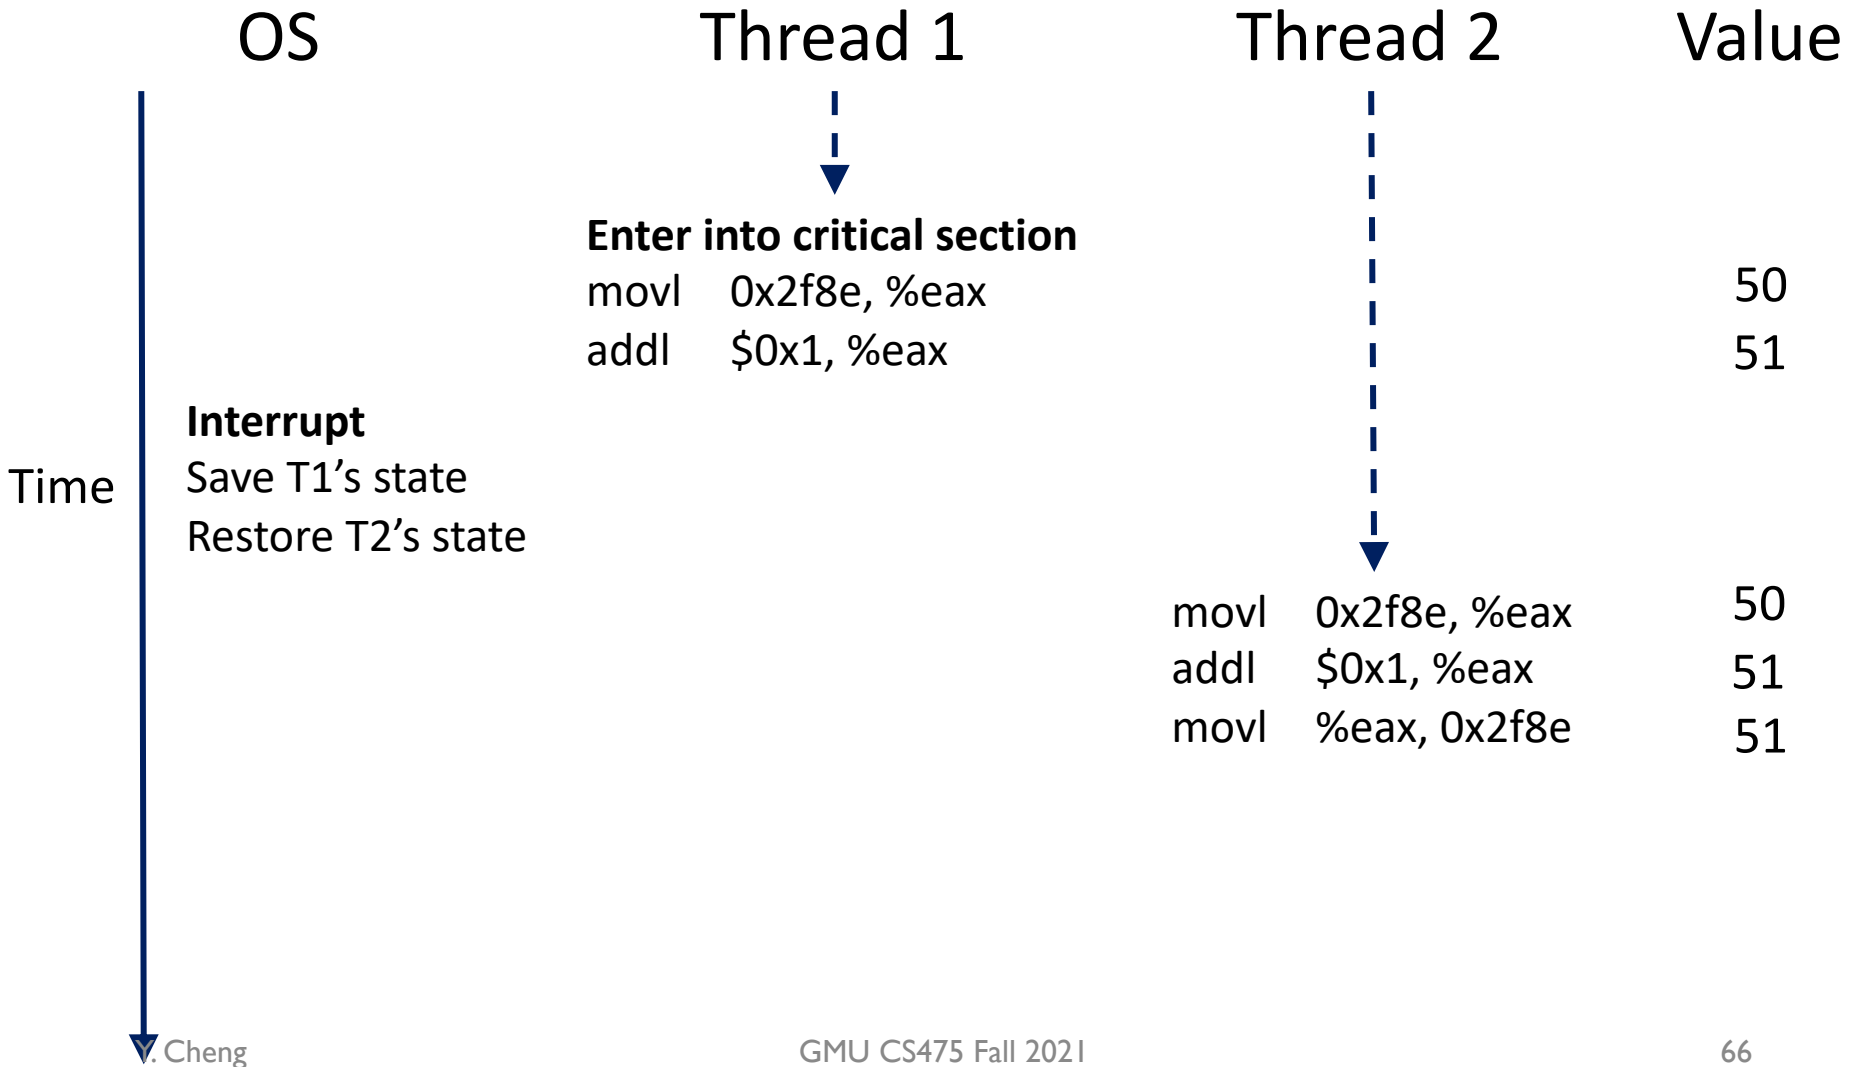 OS Thread 1 Thread 2 Value
Enter into critical section
movl 0x2f8e, %eax 50
addl $0x1, %eax 51
Interrupt
Time Save T1’s state
Restore T2’s state
movl 0x2f8e, %eax 50
addl $0x1, %eax 51
movl %eax, 0x2f8e 51
Y. Cheng GMU CS475 Fall 2021 66